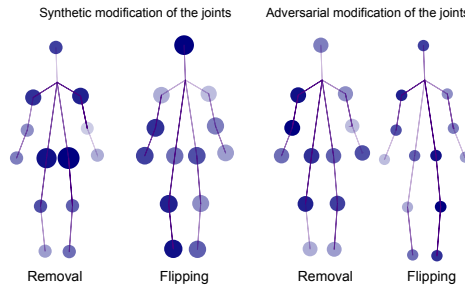 Synthetic modification of the joints
Adversarial modification of the joints
Removal
Flipping
Removal
Flipping